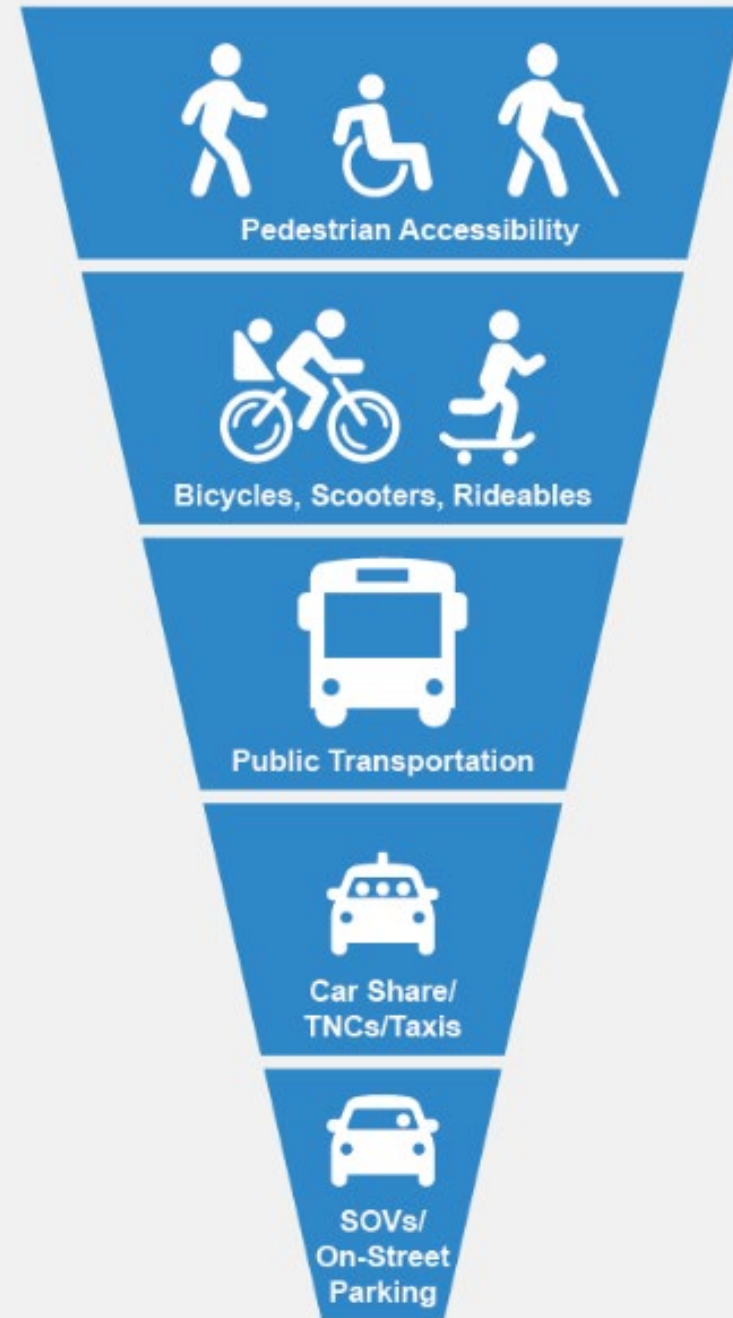 Pedestrian Accessibility
Bicycles, Scooters, Rideables
Public Transportation
Car Share/
TNCs/Taxis
SOVs/
On-Street
Parking